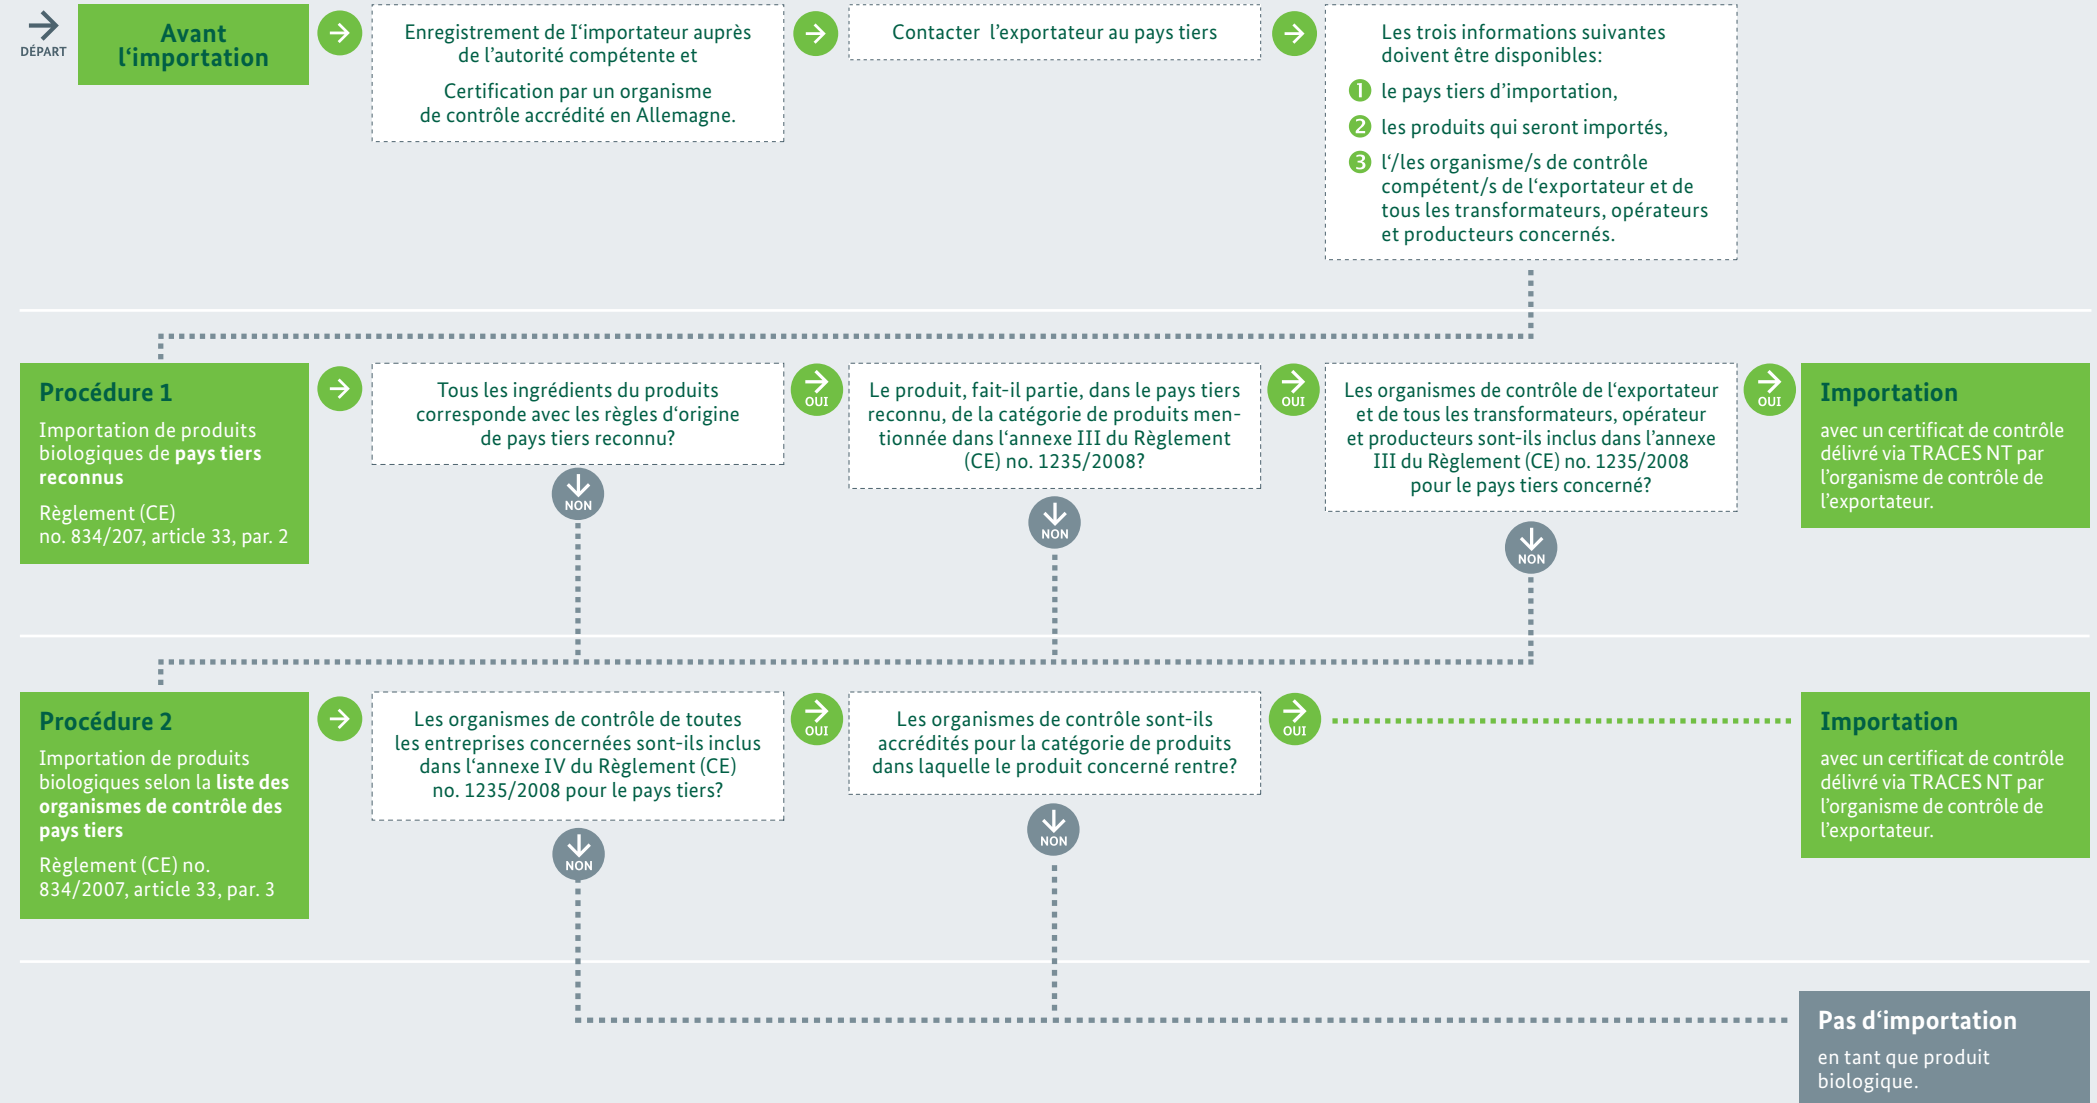 DÉPART
Avant
l‘importation
Enregistrement de I‘importateur auprès
de l’autorité compétente et
Certification par un organisme
de contrôle accrédité en Allemagne.
Contacter l’exportateur au pays tiers
Les trois informations suivantes
doivent être disponibles:
1 le pays tiers d’importation,
2 les produits qui seront importés,
3 l‘/les organisme/s de contrôle
compétent/s de l‘exportateur et de
tous les transformateurs, opérateurs
et producteurs concernés.
Procédure 1
Importation de produits
biologiques de pays tiers
reconnus
Règlement (CE)
no. 834/207, article 33, par. 2
Tous les ingrédients du produits
corresponde avec les règles d‘origine
de pays tiers reconnu?
NON
OUI
Le produit, fait-il partie, dans le pays tiers
reconnu, de la catégorie de produits men-
tionnée dans l‘annexe III du Règlement
(CE) no. 1235/2008?
NON
OUI
Les organismes de contrôle de l‘exportateur
et de tous les transformateurs, opérateur
et producteurs sont-ils inclus dans l’annexe
III du Règlement (CE) no. 1235/2008
pour le pays tiers concerné?
NON
OUI
Importation
avec un certificat de contrôle
délivré via TRACES NT par
l’organisme de contrôle de
l’exportateur.
Procédure 2
Importation de produits
biologiques selon la liste des
organismes de contrôle des
pays tiers
Règlement (CE) no.
834/2007, article 33, par. 3
Les organismes de contrôle de toutes
les entreprises concernées sont-ils inclus
dans l‘annexe IV du Règlement (CE)
no. 1235/2008 pour le pays tiers?
NON
OUI
Les organismes de contrôle sont-ils
accrédités pour la catégorie de produits
dans laquelle le produit concerné rentre?
NON
OUI
Importation
avec un certificat de contrôle
délivré via TRACES NT par
l’organisme de contrôle de
l’exportateur.
Pas d‘importation
en tant que produit
biologique.